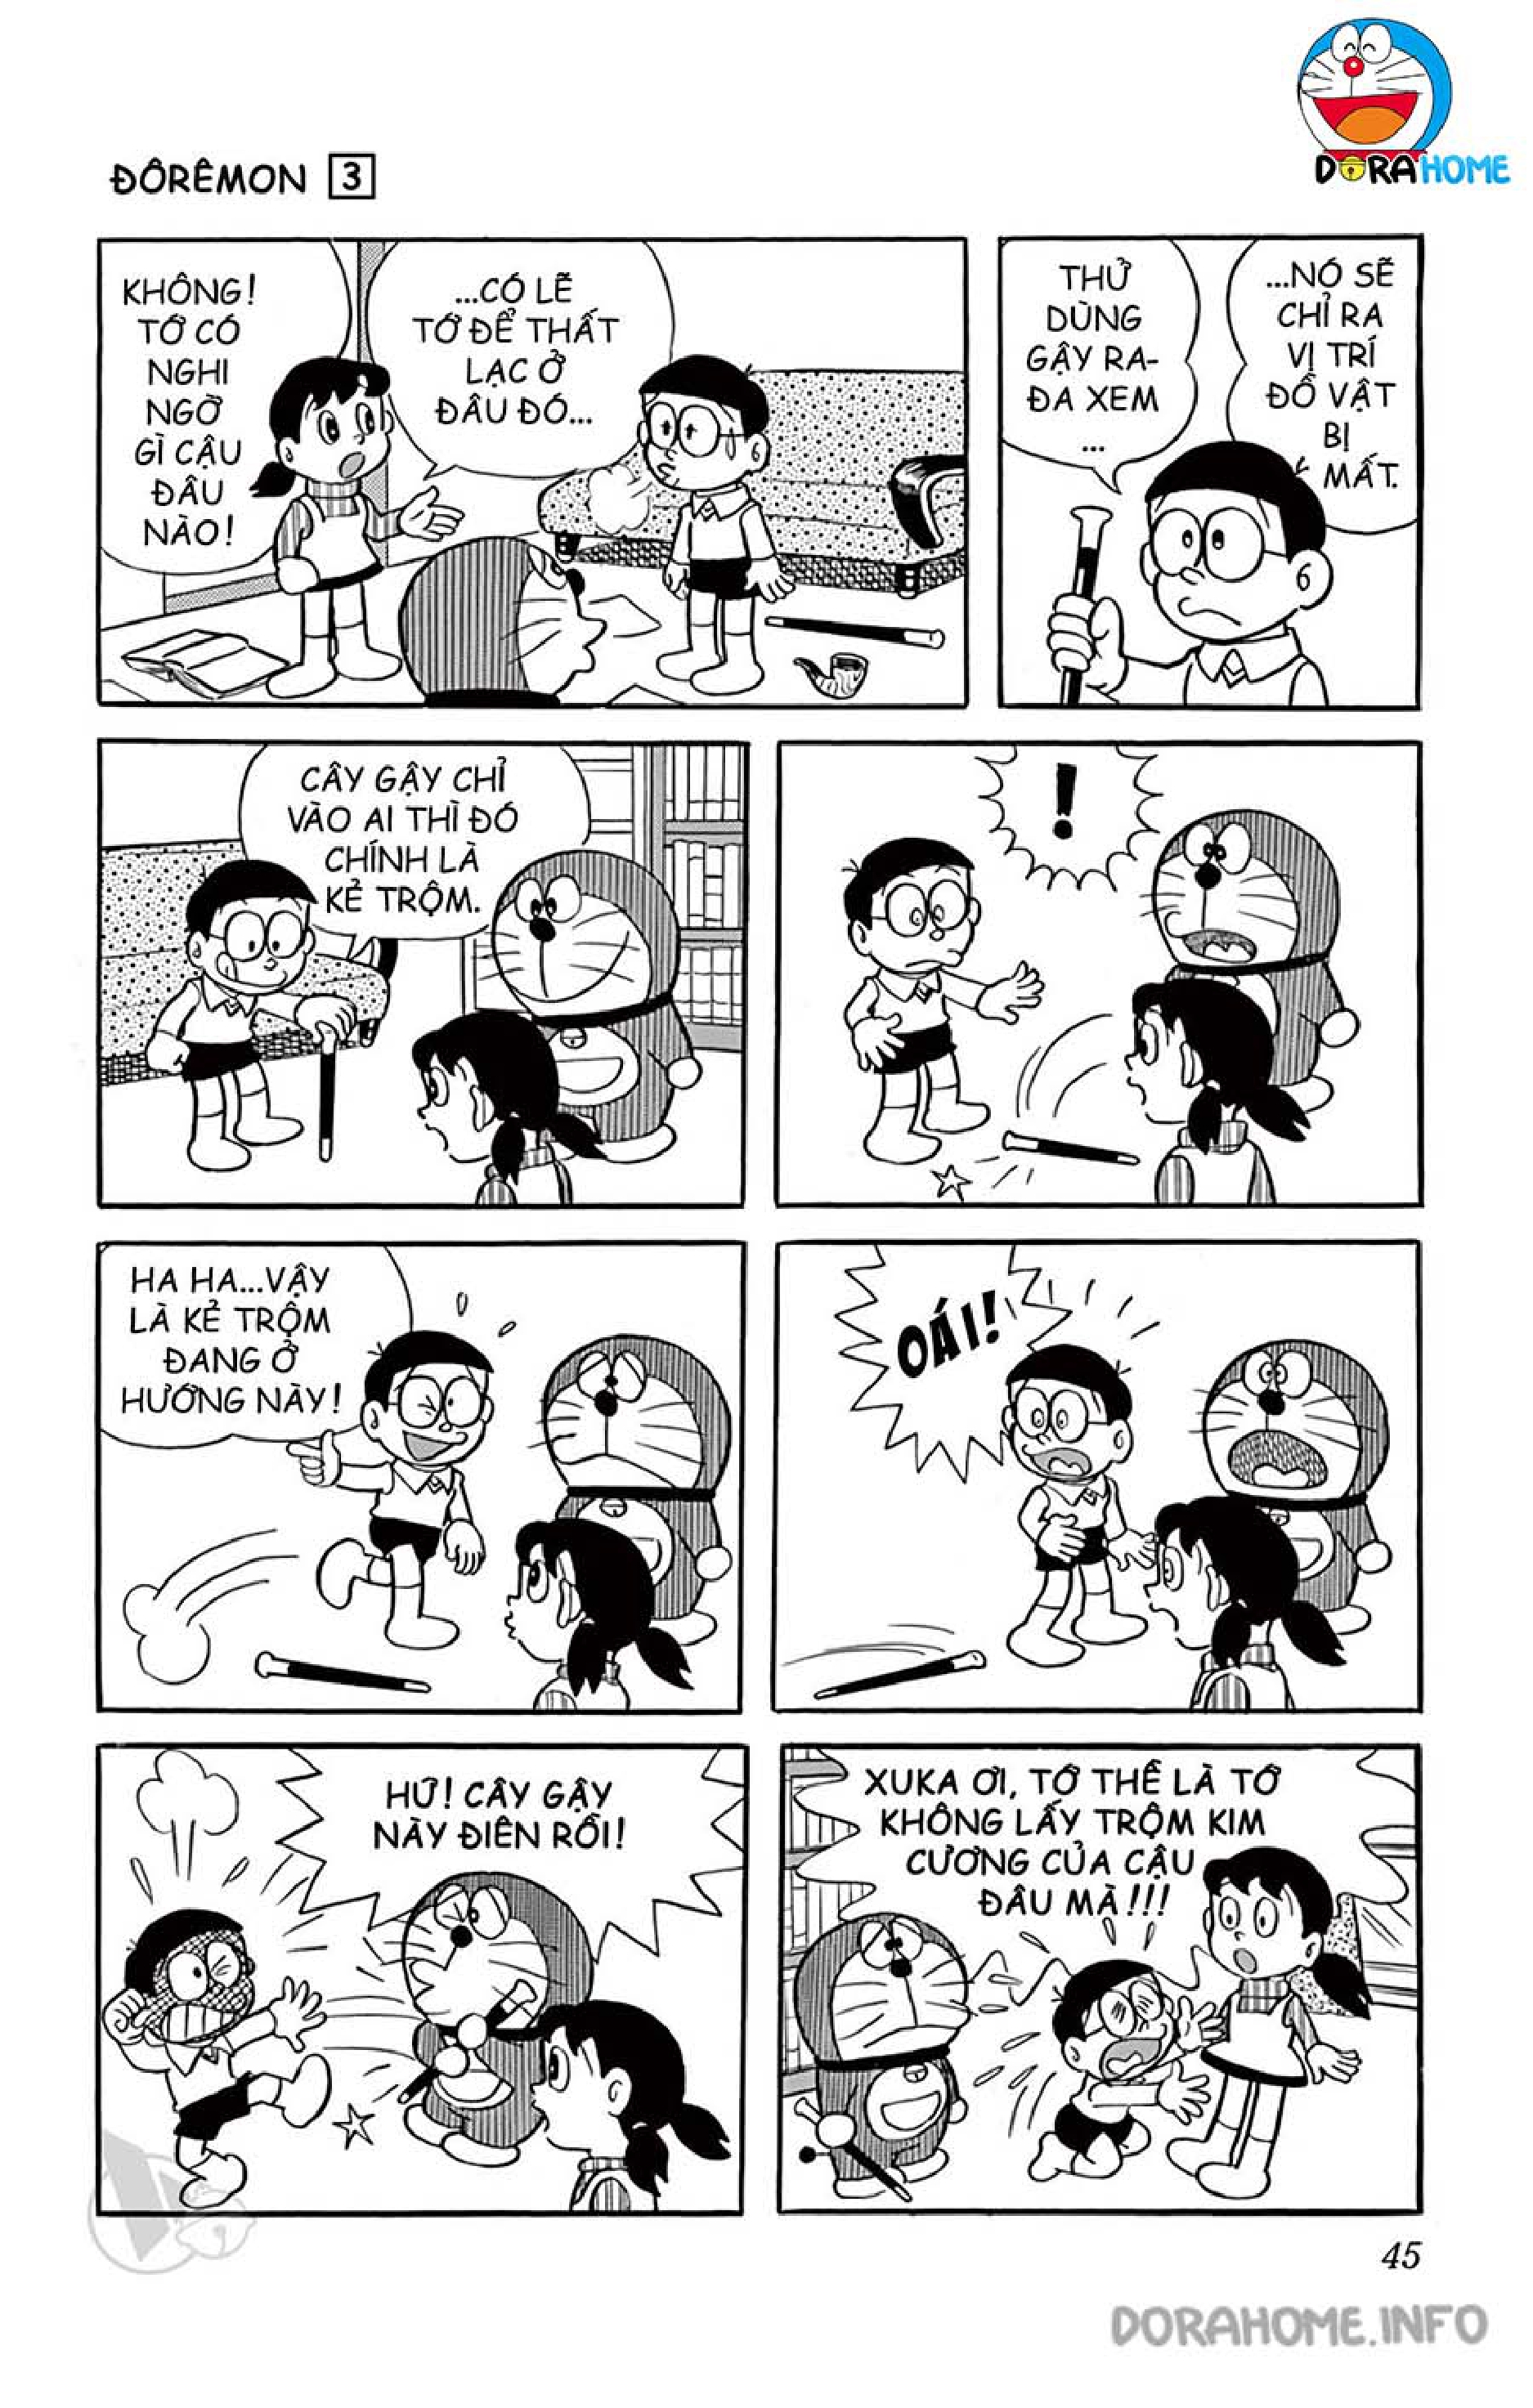 DORAHOME
ĐÔRÊMON 3
KHÔNG!
TỚ CÓ
NGHI
NGỜ
GÌ CẬU
ĐÂU
NÀO!
...CÓ LẼ
TỚ ĐỂ THẤT
LẠC Ở
ĐÂU ĐÓ...
THỬ
DÙNG
GẬY RA-
ĐA XEM
...
...NÓ SẼ
CHỈ RA
VỊ TRÍ
ĐỒ VẬT
BỊ
MẤT.
CÂY GẬY CHỈ
VÀO AI THÌ ĐÓ
CHÍNH LÀ
KẺ TRỘM.
!
HA HA...VẬY
LÀ KẺ TRỘM
ĐANG Ở
HƯỚNG NÀY!
OÁI!
HỨ! CÂY GẬY
NÀY ĐIÊN RỒI!
XUKA ƠI, TỚ THỀ LÀ TỚ
KHÔNG LẤY TRỘM KIM
CƯƠNG CỦA CẬU
ĐÂU MÀ!!!
45
DORAHOME.INFO